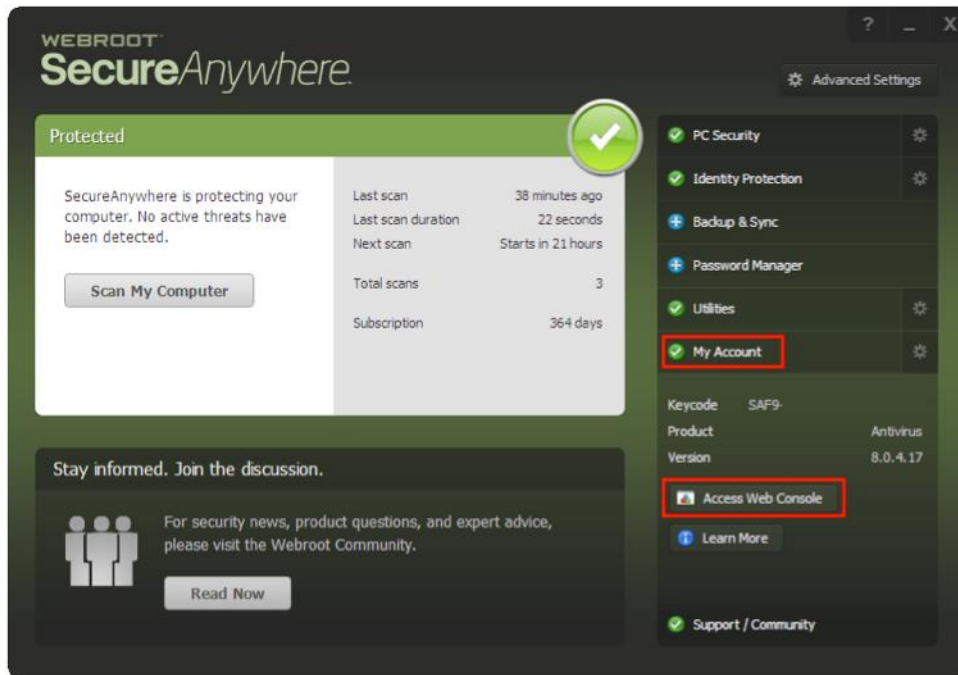 ? _ X
WEBROOT
SecureAnywhere.
Advanced Settings
Protected
SecureAnywhere is protecting your
computer. No active threats have
been detected.
Scan My Computer
Last scan 38 minutes ago
Last scan duration 22 seconds
Next scan Starts in 21 hours
Total scans 3
Subscription 364 days
Stay informed. Join the discussion.
For security news, product questions, and expert advice,
please visit the Webroot Community.
Read Now
PC Security
Identity Protection
Backup & Sync
Password Manager
Utilities
My Account
Keycode SAF9-
Product Antivirus
Version 8.0.4.17
Access Web Console
Learn More
Support / Community